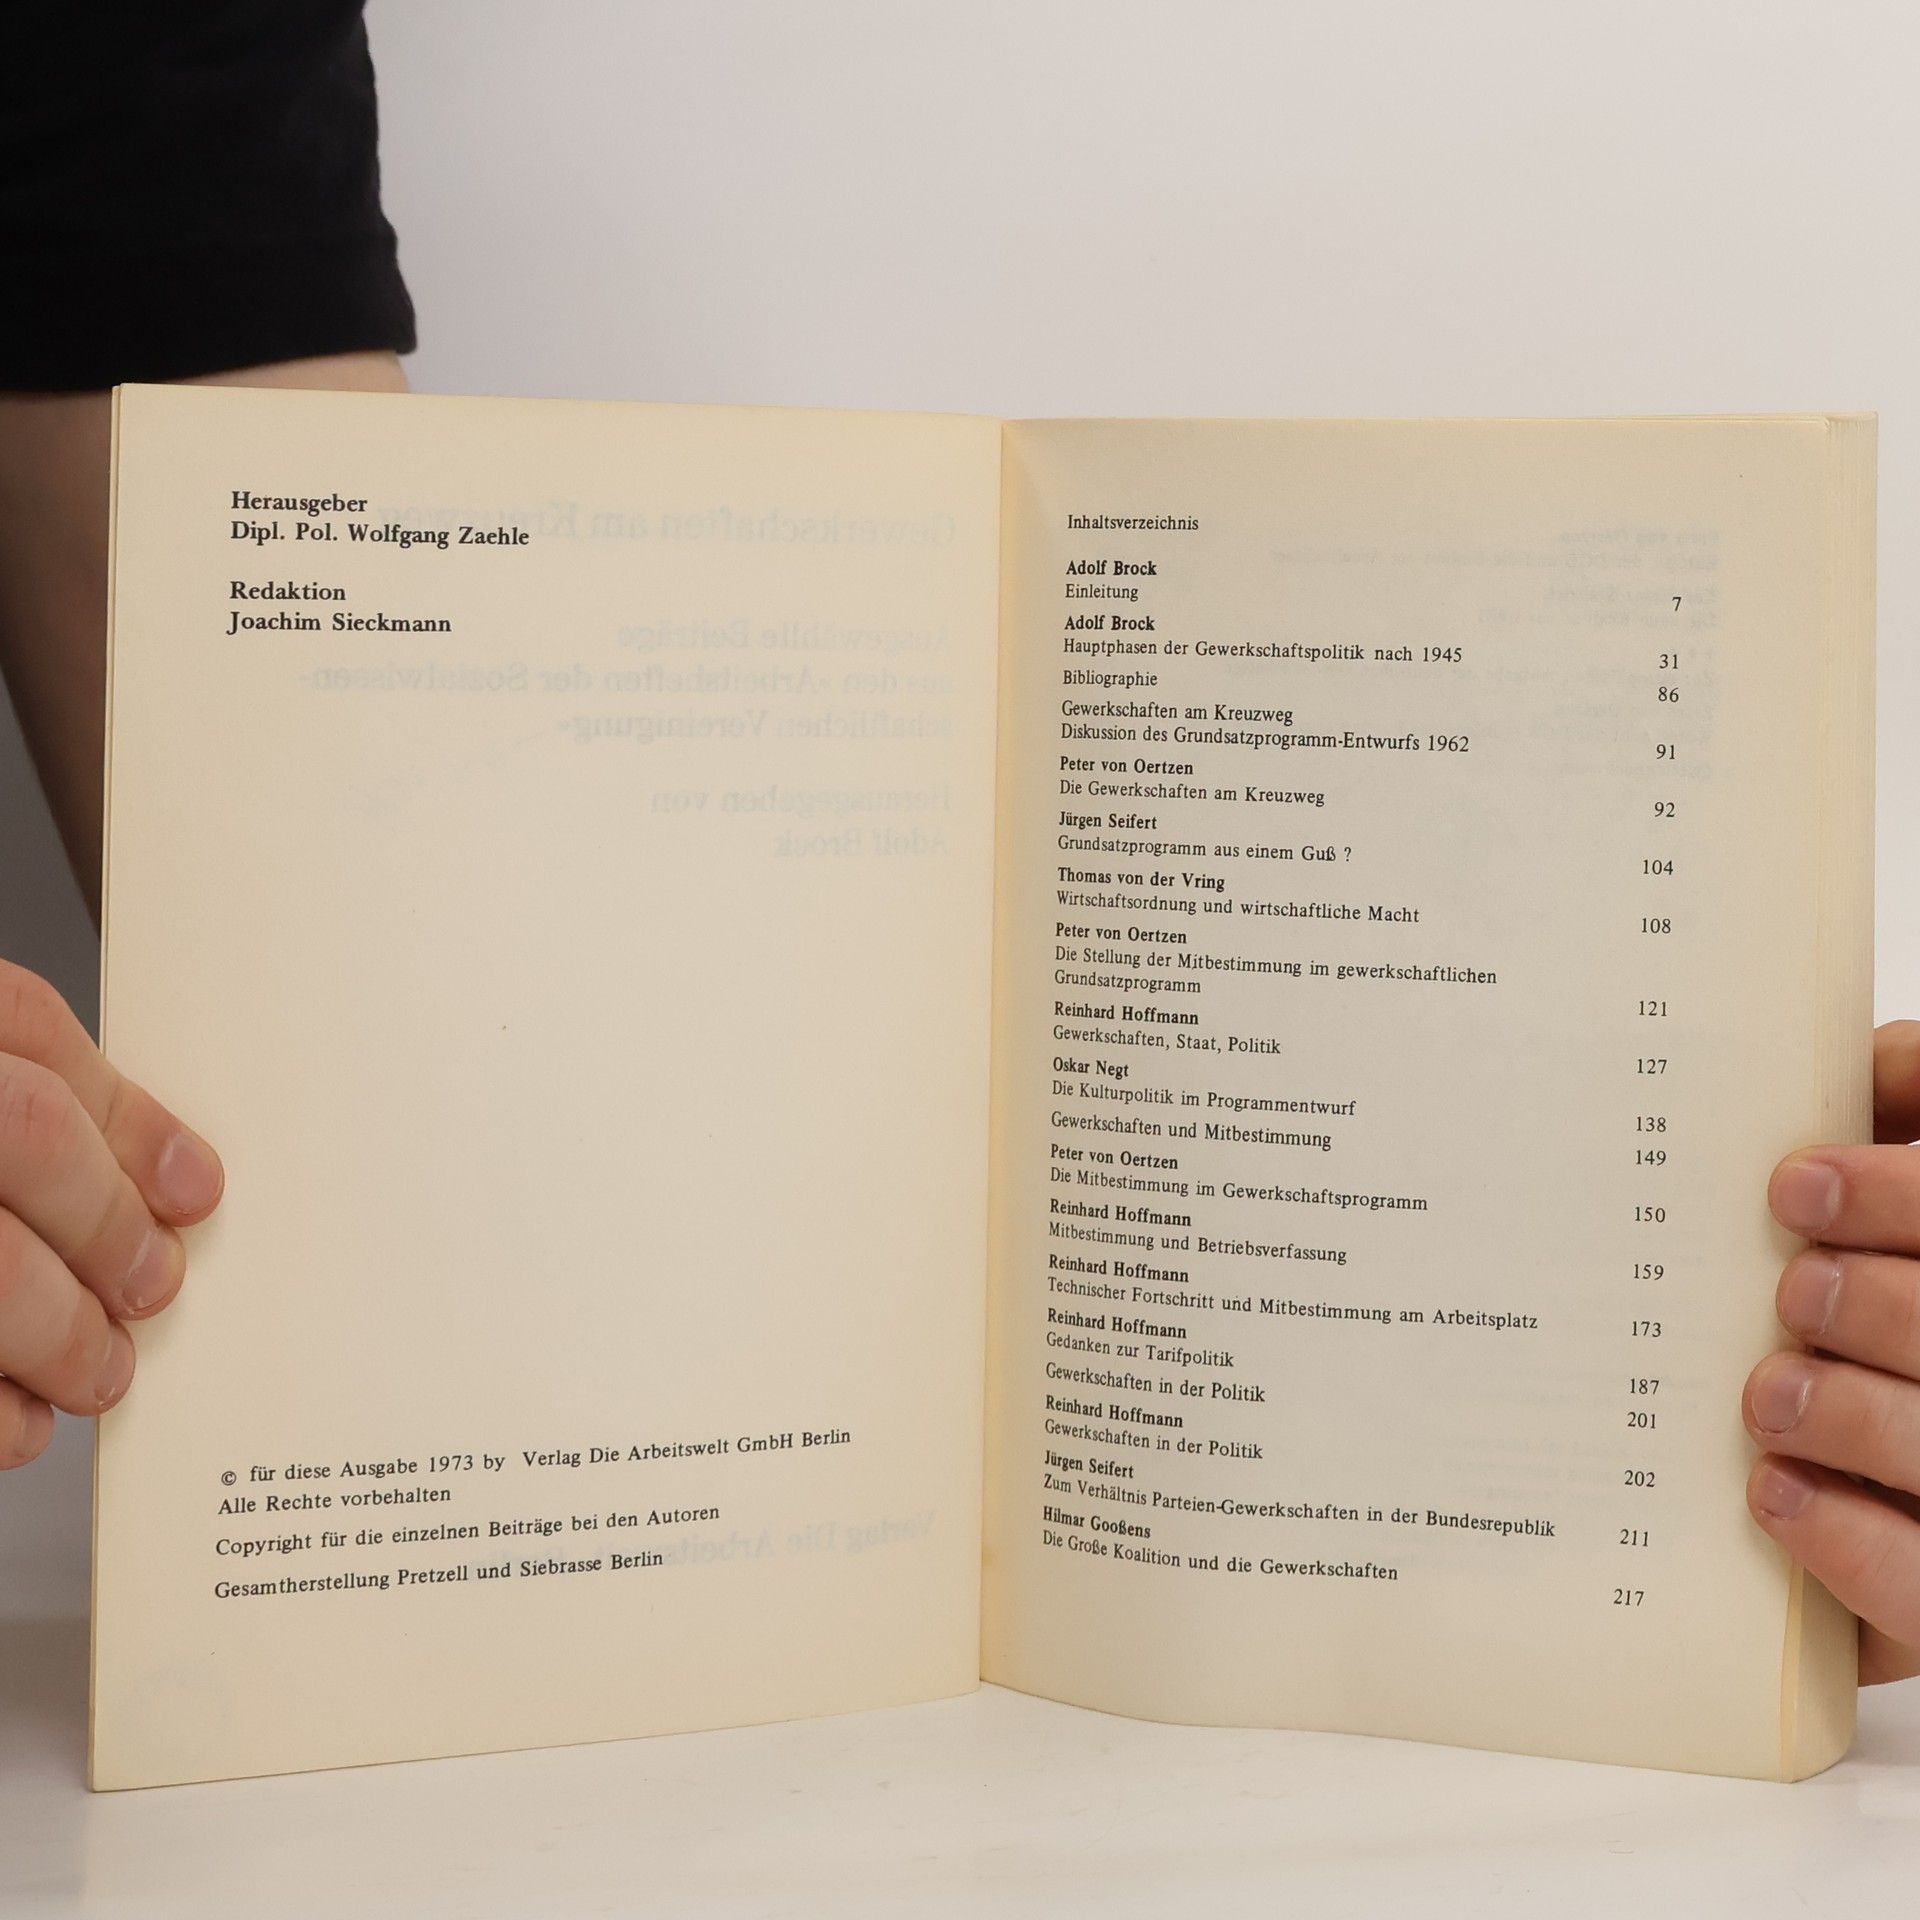 Herausgeber
Dipl. Pol. Wolfgang Zaehle
Redaktion
Joachim Sieckmann
© für diese Ausgabe 1973 by Verlag Die Arbeitswelt GmbH Berlin
Alle Rechte vorbehalten
Copyright für die einzelnen Beiträge bei den Autoren
Gesamtherstellung Pretzell und Siebrasse Berlin
Inhaltsverzeichnis
Adolf Brock
Einleitung 7
Adolf Brock
Hauptphasen der Gewerkschaftspolitik nach 1945 31
Bibliographie 86
Gewerkschaften am Kreuzweg
Diskussion des Grundsatzprogramm-Entwurfs 1962 91
Peter von Oertzen
Die Gewerkschaften am Kreuzweg 92
Jürgen Seifert
Grundsatzprogramm aus einem Guß ? 104
Thomas von der Vring
Wirtschaftsordnung und wirtschaftliche Macht 108
Peter von Oertzen
Die Stellung der Mitbestimmung im gewerkschaftlichen
Grundsatzprogramm 121
Reinhard Hoffmann
Gewerkschaften, Staat, Politik 127
Oskar Negt
Die Kulturpolitik im Programmentwurf 138
Gewerkschaften und Mitbestimmung 149
Peter von Oertzen
Die Mitbestimmung im Gewerkschaftsprogramm 150
Reinhard Hoffmann
Mitbestimmung und Betriebsverfassung 159
Reinhard Hoffmann
Technischer Fortschritt und Mitbestimmung am Arbeitsplatz 173
Reinhard Hoffmann
Gedanken zur Tarifpolitik 187
Gewerkschaften in der Politik 201
Reinhard Hoffmann
Gewerkschaften in der Politik 202
Jürgen Seifert
Zum Verhältnis Parteien-Gewerkschaften in der Bundesrepublik 211
Hilmar Gooßens
Die Große Koalition und die Gewerkschaften 217